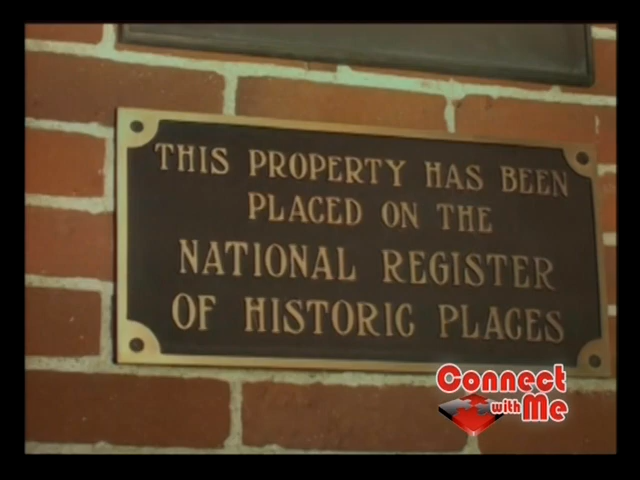 THIS PROPERTY HAS BEEN
PLACED ON THE
NATIONAL REGISTER
OF HISTORIC PLACES
Connect
with Me